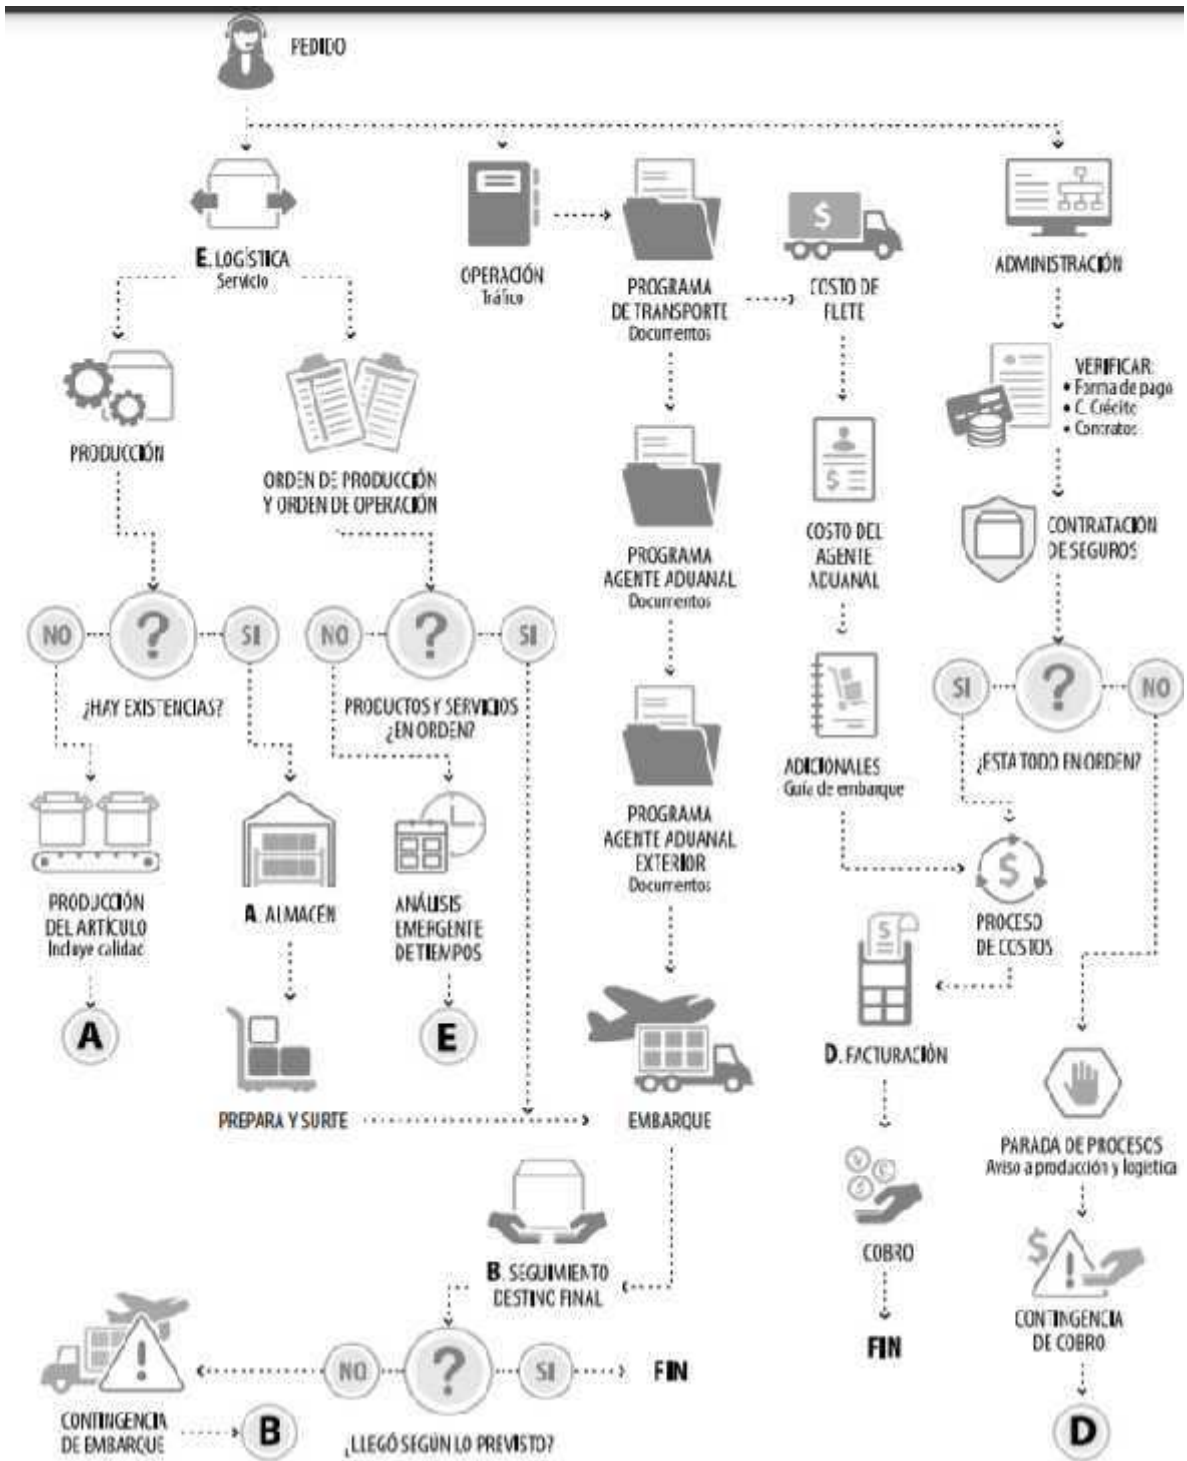 PEDIDO
E. LOGÍSTICA
Servicio
OPERACIÓN
Tráfico
PROGRAMA
DE TRANSPORTE
Documentos
COSTO DE
FLETE
ADMINISTRACIÓN
PRODUCCIÓN
ORDEN DE PRODUCCIÓN
Y ORDEN DE OPERACIÓN
VERIFICAR:
• Forma de pago
• C. Crédito
• Contratos
PROGRAMA
AGENTE ADUANAL
Documentos
COSTO DEL
AGENTE
ADUANAL
CONTRATACIÓN
DE SEGUROS
NO
?
SI
¿HAY EXISTENCIAS?
NO
?
SI
PRODUCTOS Y SERVICIOS
¿EN ORDEN?
SI
?
NO
¿ESTA TODO EN ORDEN?
ADICIONALES
Guía de embarque
PRODUCCIÓN
DEL ARTÍCULO
Incluye calidad
A. ALMACÉN
ANÁLISIS
EMERGENTE
DE TIEMPOS
PROGRAMA
AGENTE ADUANAL
EXTERIOR
Documentos
$
PROCESO
DE COSTOS
A
E
PREPARA Y SURTE
EMBARQUE
D. FACTURACIÓN
PARADA DE PROCESOS
Aviso a producción y logística
B. SEGUIMIENTO
DESTINO FINAL
COBRO
CONTINGENCIA
DE COBRO
FIN
NO
?
SI
FIN
CONTINGENCIA
DE EMBARQUE
B
¿LLEGÓ SEGÚN LO PREVISTO?
D